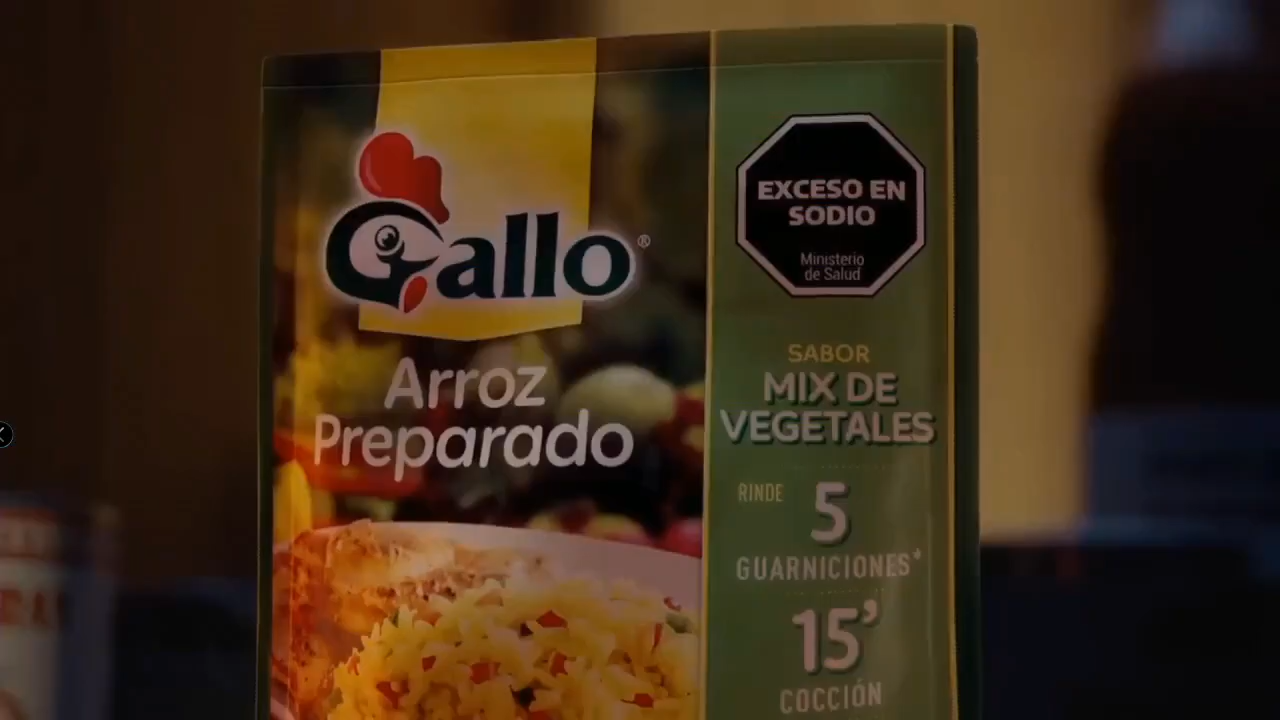 Gallo®
Arroz
Preparado
EXCESO EN
SODIO
Ministerio
de Salud
SABOR
MIX DE
VEGETALES
RINDE 5
GUARNICIONES*
15’
COCCIÓN